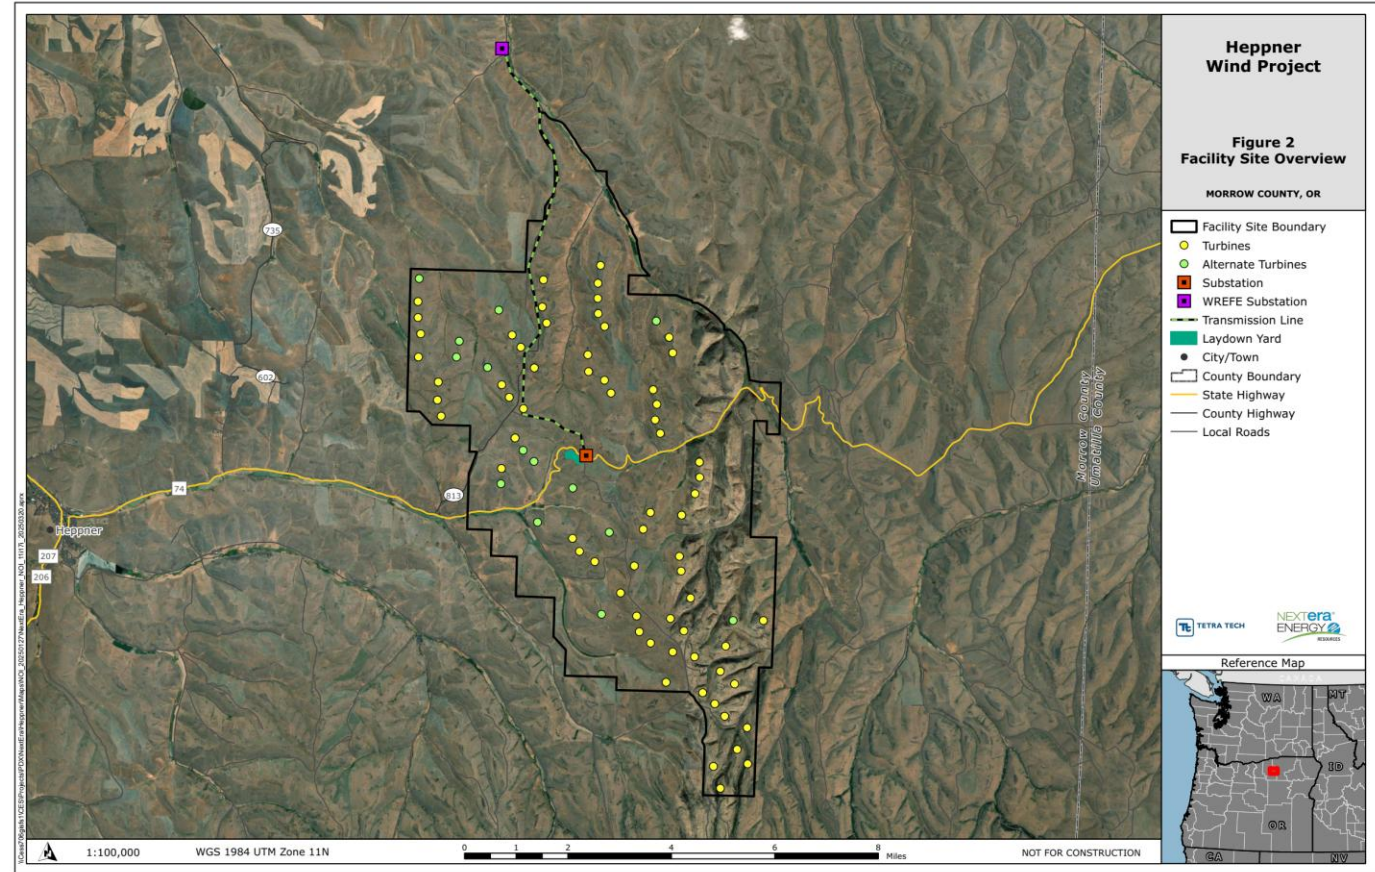 Heppner
Wind Project
Figure 2
Facility Site Overview
MORROW COUNTY, OR
Facility Site Boundary
Turbines
Alternate Turbines
Substation
WREFE Substation
Transmission Line
Laydown Yard
City/Town
County Boundary
State Highway
County Highway
Local Roads
735
602
74
813
Heppner
207
206
Morrow County
Umatilla County
TETRA TECH
NEXTera
ENERGY
RESOURCES
Reference Map
CANADA
WA
MT
ID
OR
CA
NV
1:100,000
WGS 1984 UTM Zone 11N
0 1 2 4 6 8
Miles
NOT FOR CONSTRUCTION